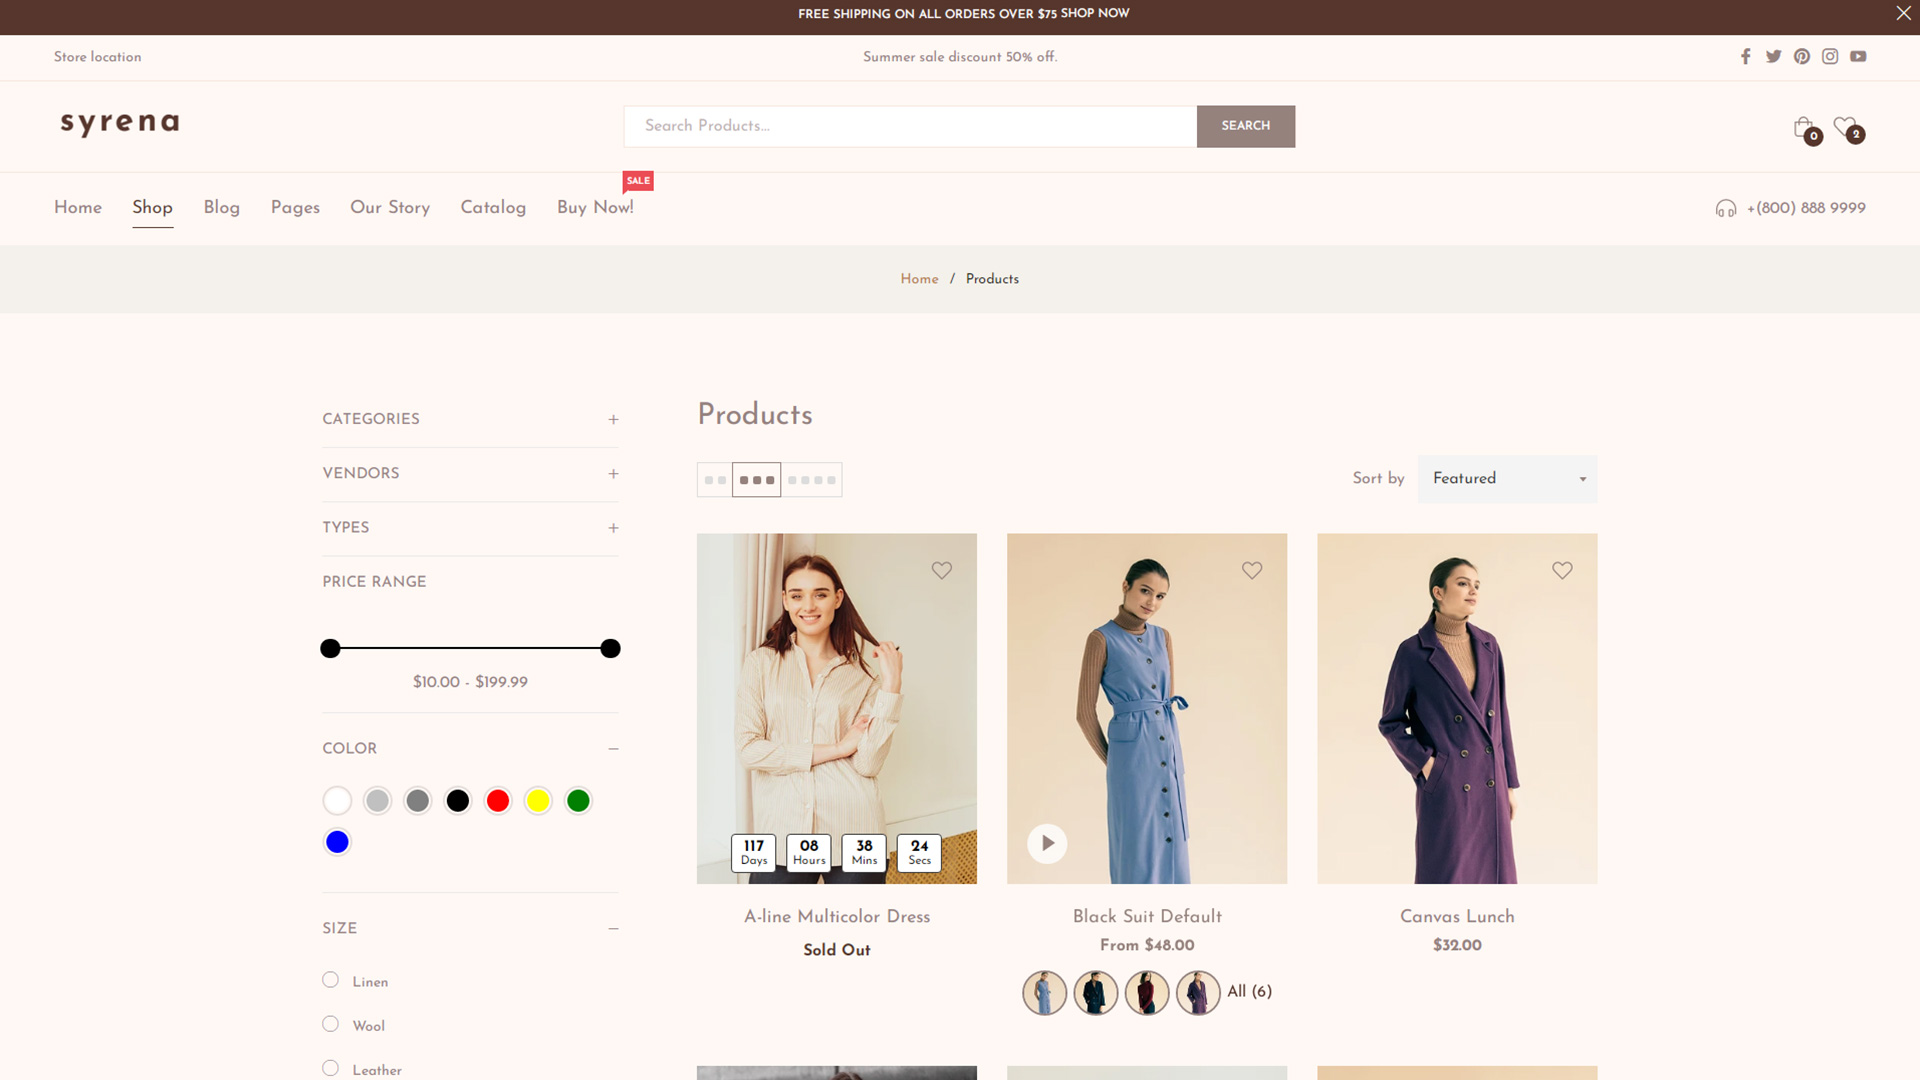 FREE SHIPPING ON ALL ORDERS OVER $75 SHOP NOW
Store location
Summer sale discount 50% off.
syrena
Search Products...
SEARCH
0
2
SALE
Home
Shop
Blog
Pages
Our Story
Catalog
Buy Now!
+(800) 888 9999
Home / Products
CATEGORIES
VENDORS
TYPES
PRICE RANGE
$10.00 - $199.99
COLOR
SIZE
Linen
Wool
Leather
Products
Sort by
Featured
117 Days
08 Hours
38 Mins
24 Secs
A-line Multicolor Dress
Sold Out
Black Suit Default
From $48.00
All (6)
Canvas Lunch
$32.00